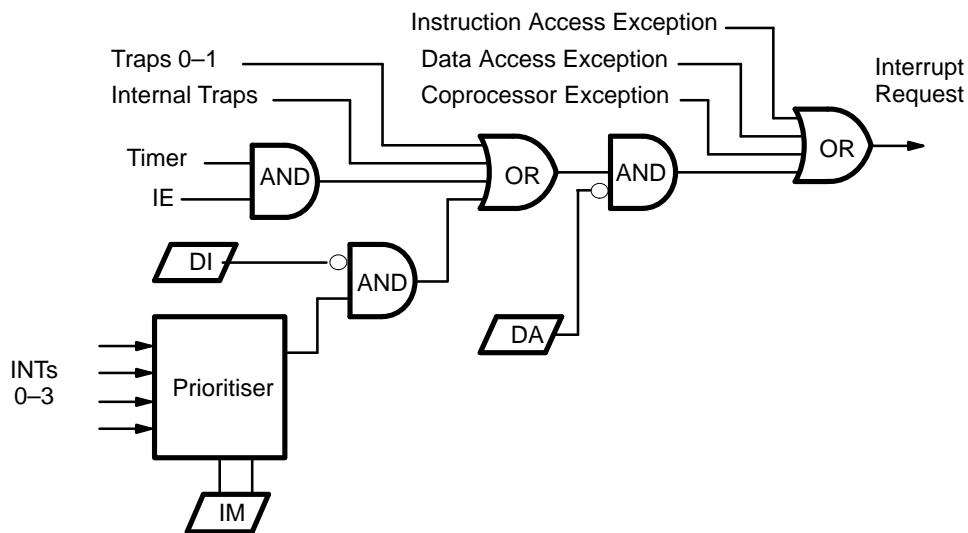 Instruction Access Exception
Traps 0–1
Data Access Exception
Interrupt
Request
Internal Traps
Coprocessor Exception
Timer
AND
OR
AND
OR
IE
DI
AND
DA
INTs
0–3
Prioritiser
IM